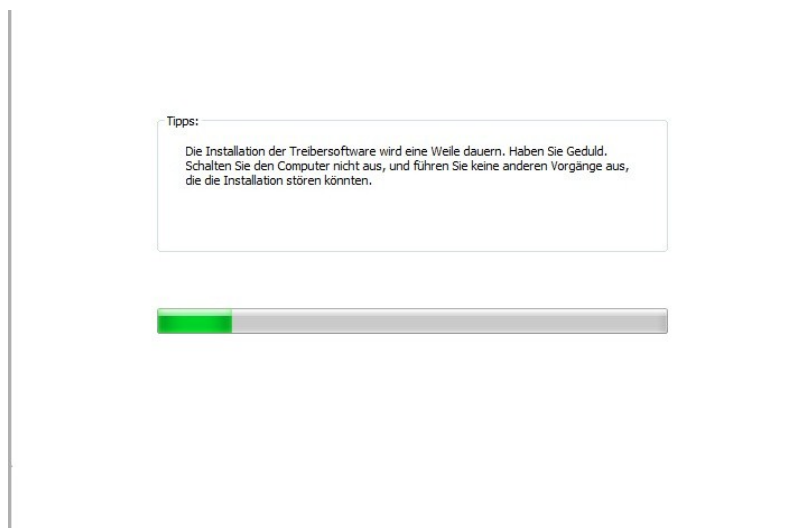 Tipps:
Die Installation der Treibersoftware wird eine Weile dauern. Haben Sie Geduld.
Schalten Sie den Computer nicht aus, und führen Sie keine anderen Vorgänge aus,
die die Installation stören könnten.